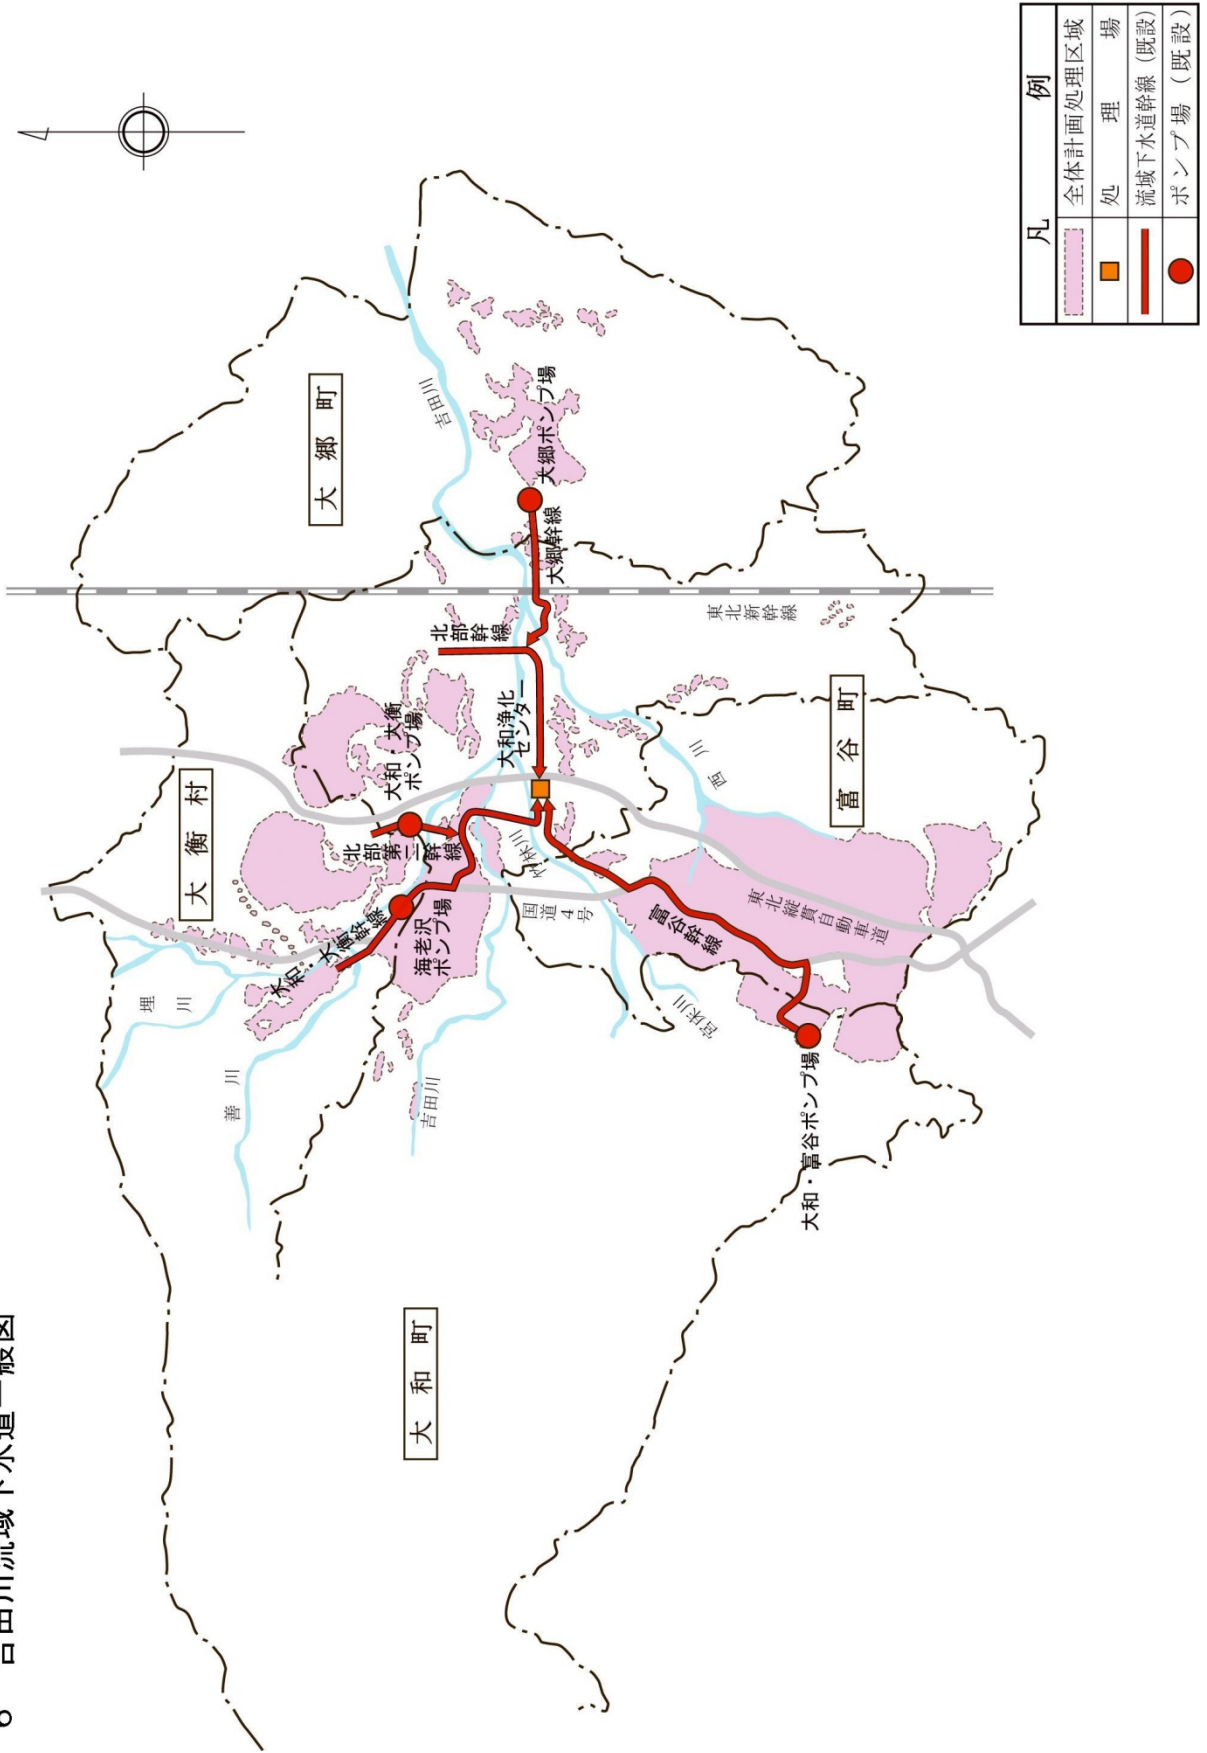 6 吉田川流域下水道一般図
凡例
全体計画処理区域
処理場
流域下水道幹線（既設）
ポンプ場（既設）
大郷町
吉田川
大郷ポンプ場
大郷幹線
東北新幹線
北部幹線
大衡村
大和・大衡
ポンプ場
大和浄化
センター
北部第二幹線
竹林川
西川
富谷町
国道4号
海老沢
ポンプ場
大和・大衡幹線
埋川
善川
吉田川
富谷幹線
東北縦貫自動車道
宮床川
大和・富谷ポンプ場
大和町